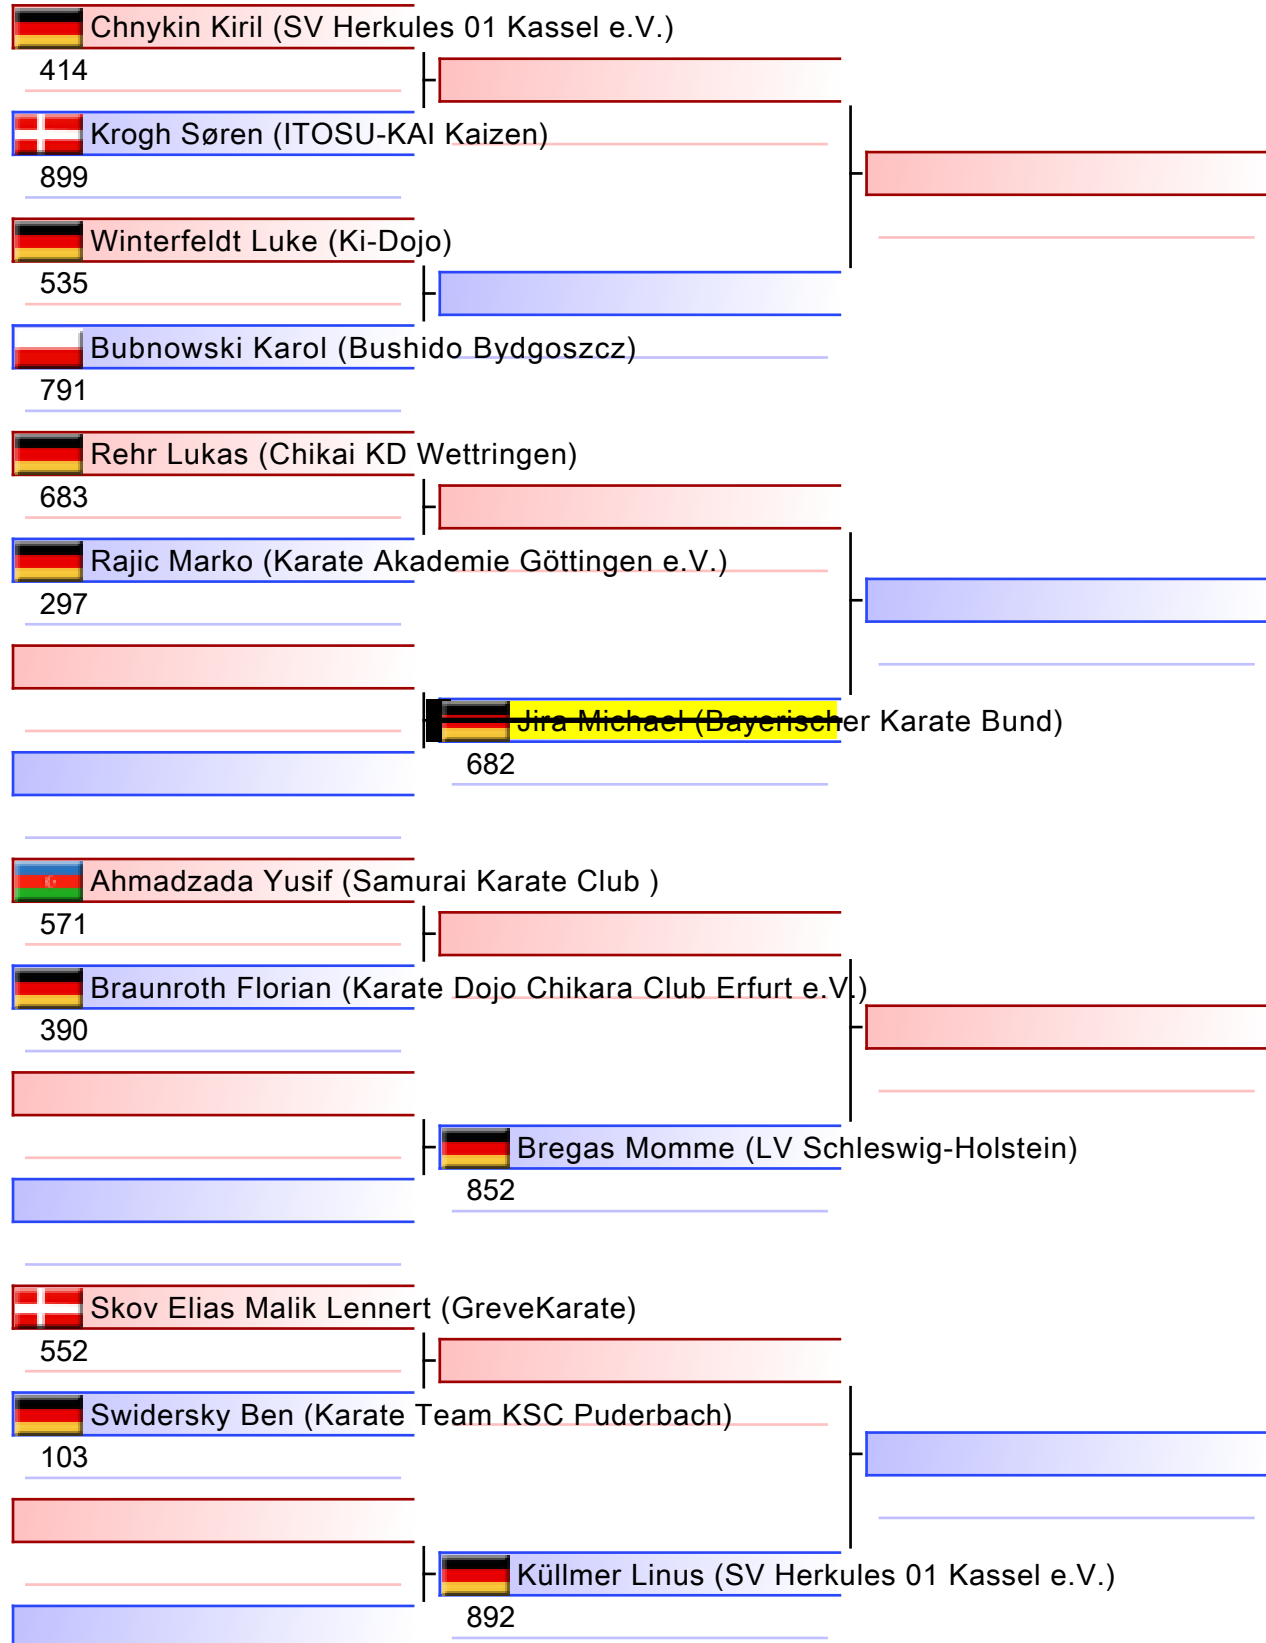 Chnykin Kiril (SV Herkules 01 Kassel e.V.)
414
Krogh Søren (ITOSU-KAI Kaizen)
899
Winterfeldt Luke (Ki-Dojo)
535
Bubnowski Karol (Bushido Bydgoszcz)
791
Rehr Lukas (Chikai KD Wettringen)
683
Rajic Marko (Karate Akademie Göttingen e.V.)
297
Jira Michael (Bayerischer Karate Bund)
682
Ahmadzada Yusif (Samurai Karate Club )
571
Braunroth Florian (Karate Dojo Chikara Club Erfurt e.V.)
390
Bregas Momme (LV Schleswig-Holstein)
852
Skov Elias Malik Lennert (GreveKarate)
552
Swidersky Ben (Karate Team KSC Puderbach)
103
Küllmer Linus (SV Herkules 01 Kassel e.V.)
892